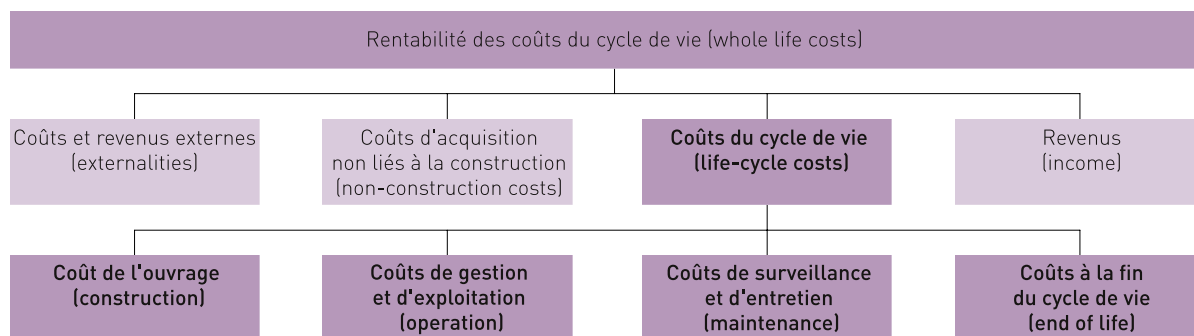 Rentabilité des coûts du cycle de vie (whole life costs)
Coûts et revenus externes
(externalities)
Coûts d'acquisition
non liés à la construction
(non-construction costs)
Coûts du cycle de vie
(life-cycle costs)
Revenus
(income)
Coût de l'ouvrage
(construction)
Coûts de gestion
et d'exploitation
(operation)
Coûts de surveillance
et d'entretien
(maintenance)
Coûts à la fin
du cycle de vie
(end of life)